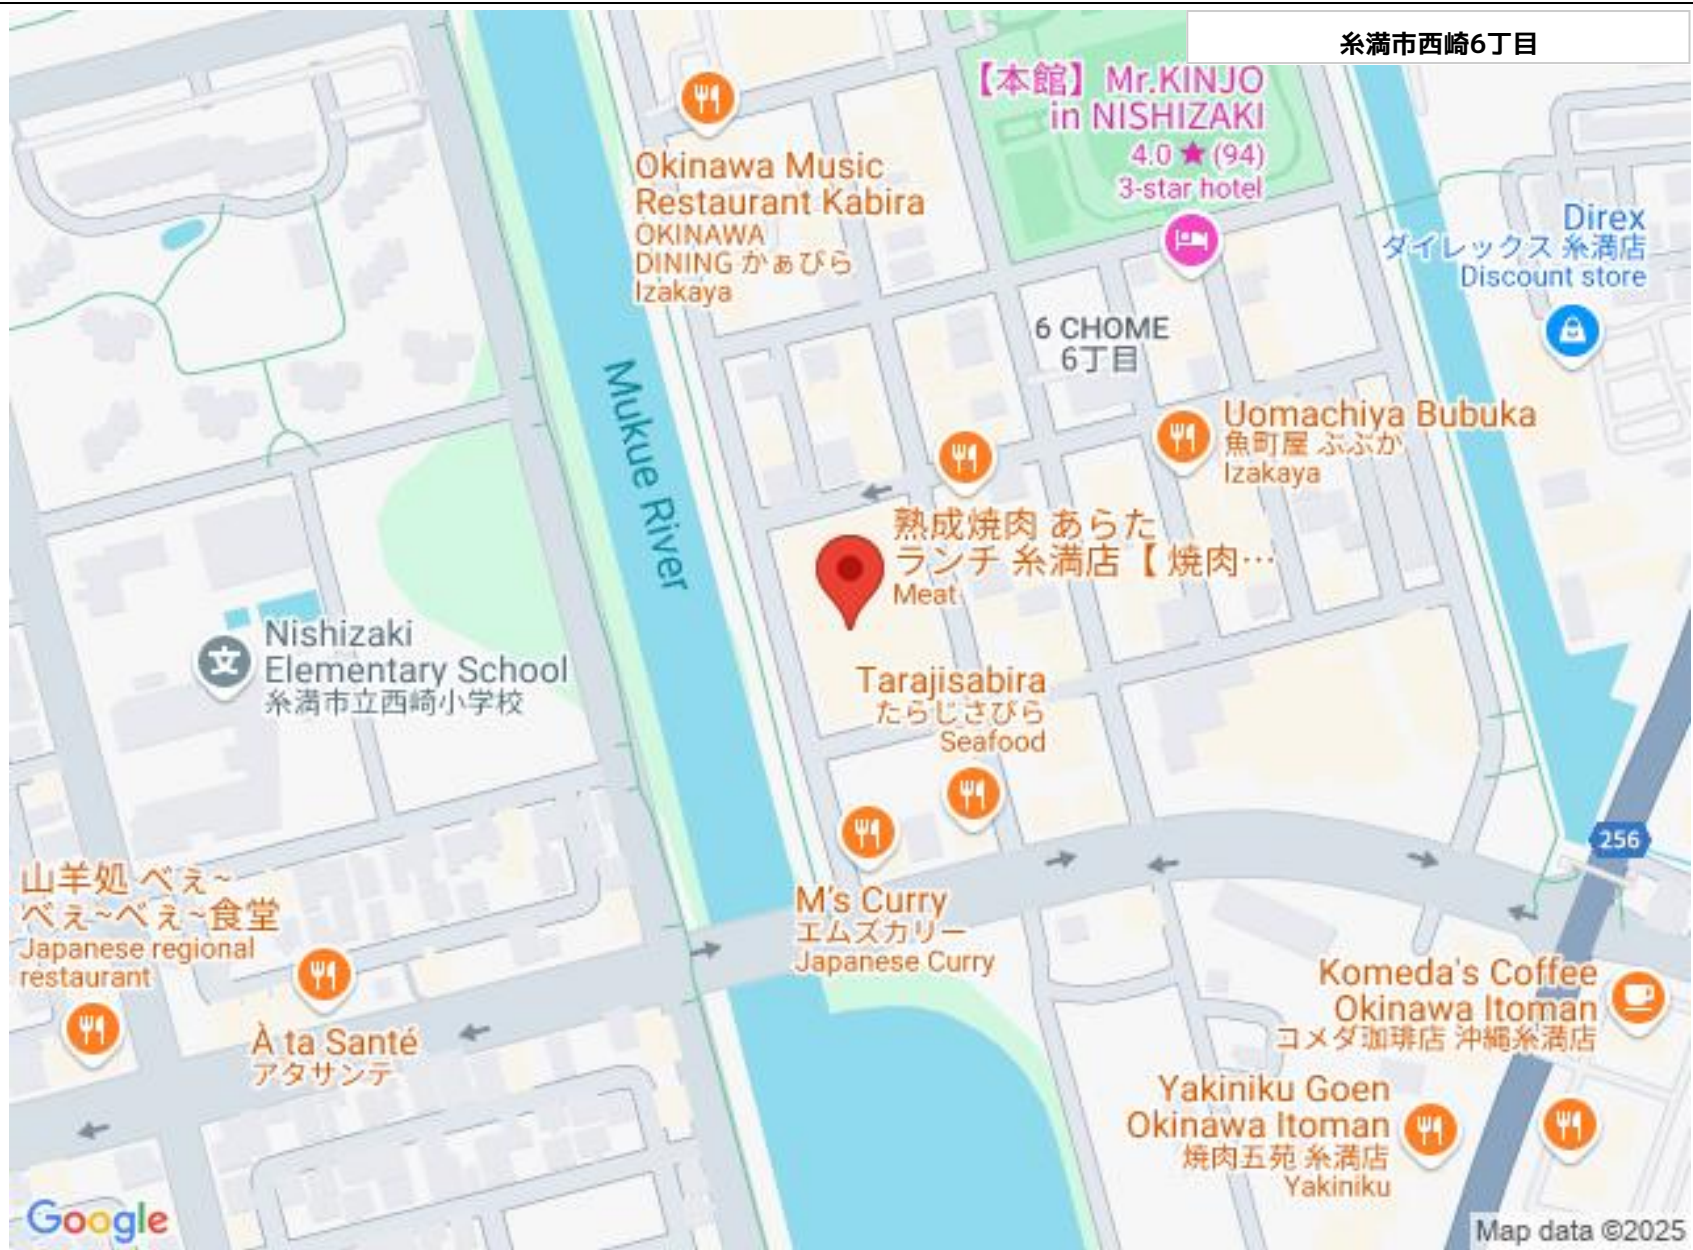 糸満市西崎6丁目
【本館】Mr.KINJO
in NISHIZAKI
4.0 ★ (94)
3-star hotel
Okinawa Music
Restaurant Kabira
OKINAWA
DINING かぁびら
Izakaya
Direx
ダイレックス 糸満店
Discount store
6 CHOME
6丁目
Mukue River
Uomachiya Bubuka
魚町屋 ぶぶか
Izakaya
熟成焼肉 あらた
ランチ 糸満店【 焼肉…
Meat
Nishizaki
Elementary School
糸満市立西崎小学校
文
Tarajisabira
たらじさびら
Seafood
256
山羊処 べぇ~
べぇ~べぇ~食堂
Japanese regional
restaurant
M's Curry
エムズカリー
Japanese Curry
À ta Santé
アタサンテ
Komeda's Coffee
Okinawa Itoman
コメダ珈琲店 沖縄糸満店
Yakiniku Goen
Okinawa Itoman
焼肉五苑 糸満店
Yakiniku
Google
Map data ©2025